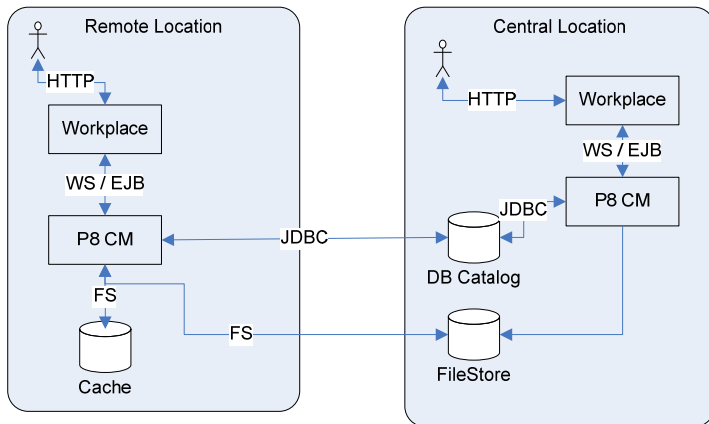 Remote Location
HTTP
Workplace
WS / EJB
P8 CM
FS
Cache
JDBC
FS
Central Location
HTTP
Workplace
WS / EJB
P8 CM
JDBC
DB Catalog
FileStore